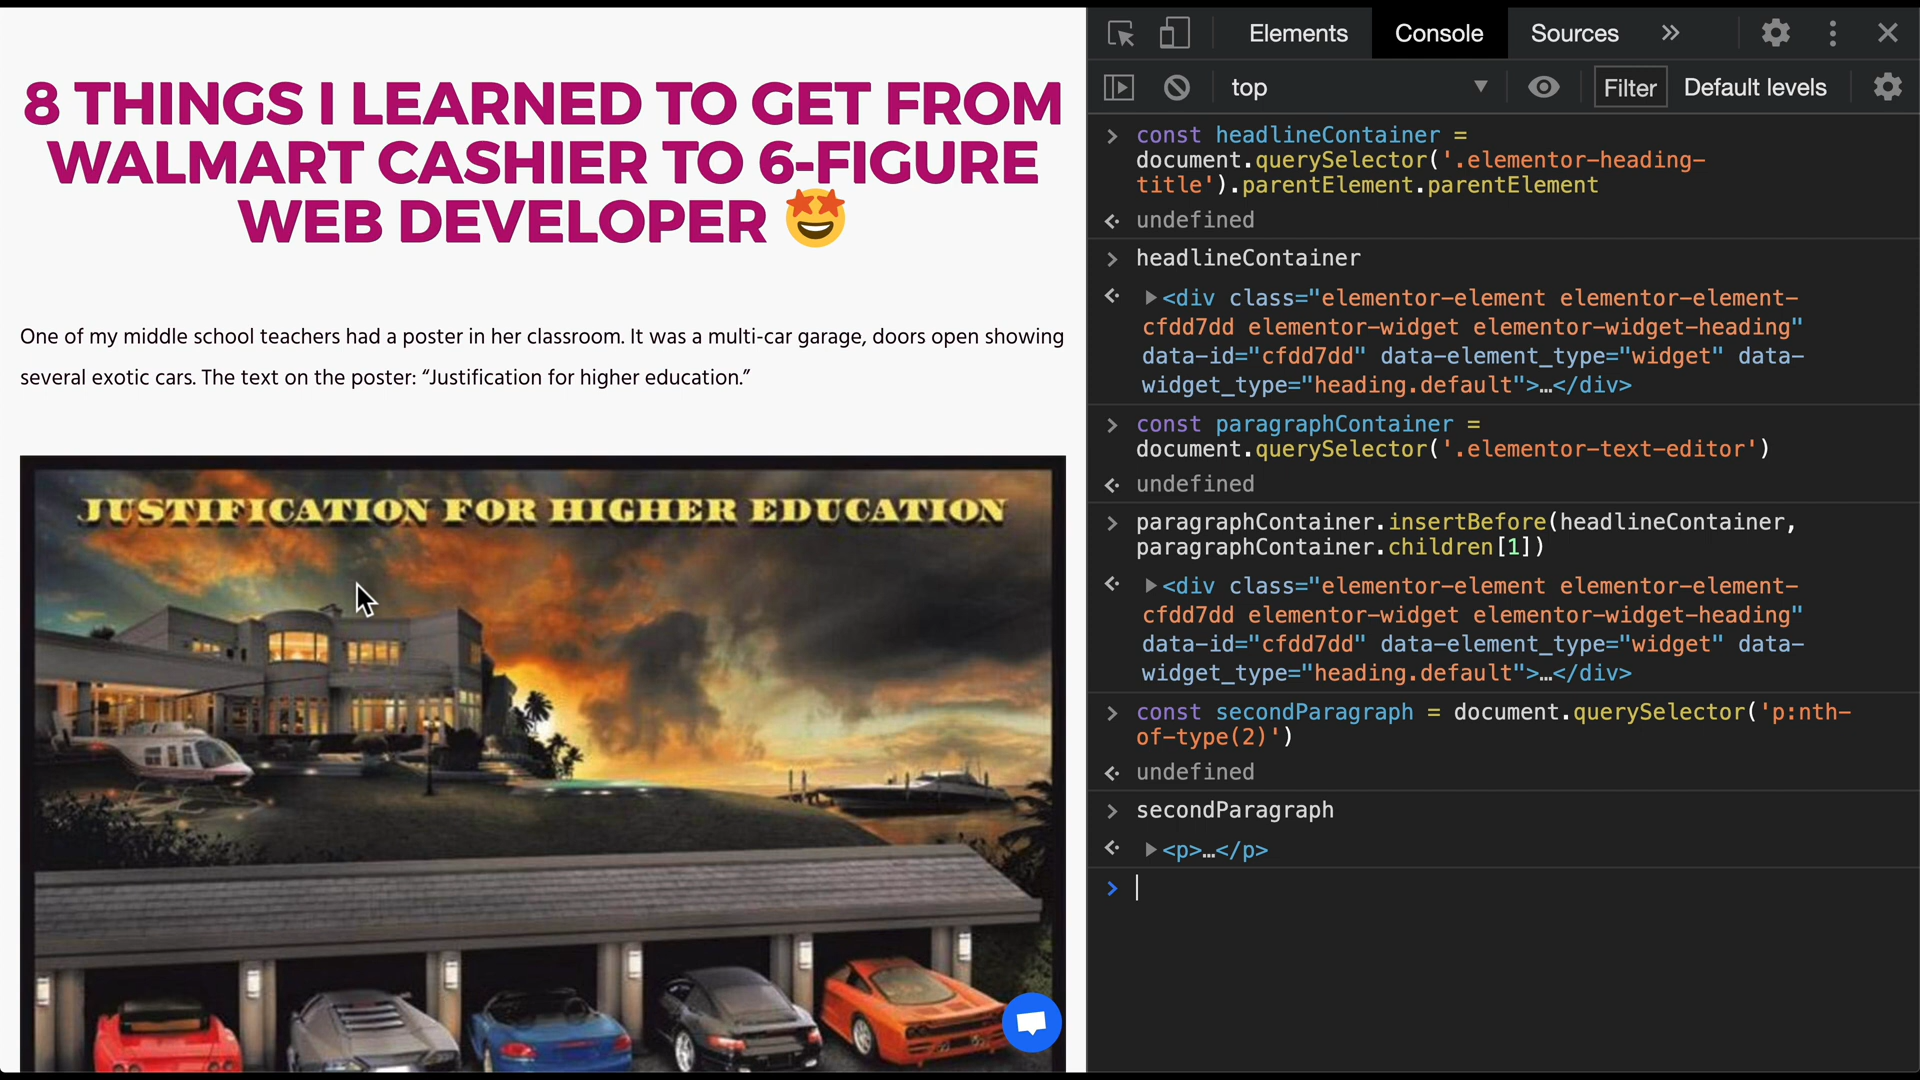 8 THINGS I LEARNED TO GET FROM
WALMART CASHIER TO 6-FIGURE
WEB DEVELOPER 🤩
One of my middle school teachers had a poster in her classroom. It was a multi-car garage, doors open showing
several exotic cars. The text on the poster: “Justification for higher education.”
JUSTIFICATION FOR HIGHER EDUCATION
Elements Console Sources »
top Filter Default levels
> const headlineContainer =
document.querySelector('.elementor-heading-
title').parentElement.parentElement
undefined
> headlineContainer
<div class="elementor-element elementor-element-
cfdd7dd elementor-widget elementor-widget-heading"
data-id="cfdd7dd" data-element_type="widget" data-
widget_type="heading.default">…</div>
> const paragraphContainer =
document.querySelector('.elementor-text-editor')
undefined
> paragraphContainer.insertBefore(headlineContainer,
paragraphContainer.children[1])
<div class="elementor-element elementor-element-
cfdd7dd elementor-widget elementor-widget-heading"
data-id="cfdd7dd" data-element_type="widget" data-
widget_type="heading.default">…</div>
> const secondParagraph = document.querySelector('p:nth-
of-type(2)')
undefined
> secondParagraph
<p>…</p>
>